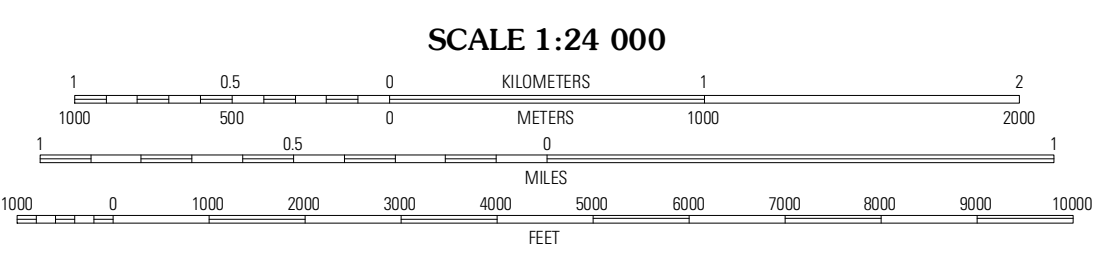 SCALE 1:24 000
1 0.5 0 KILOMETERS 1 2
1000 500 0 METERS 1000 2000
1 0.5 0 1
MILES
1000 0 1000 2000 3000 4000 5000 6000 7000 8000 9000 10000
FEET